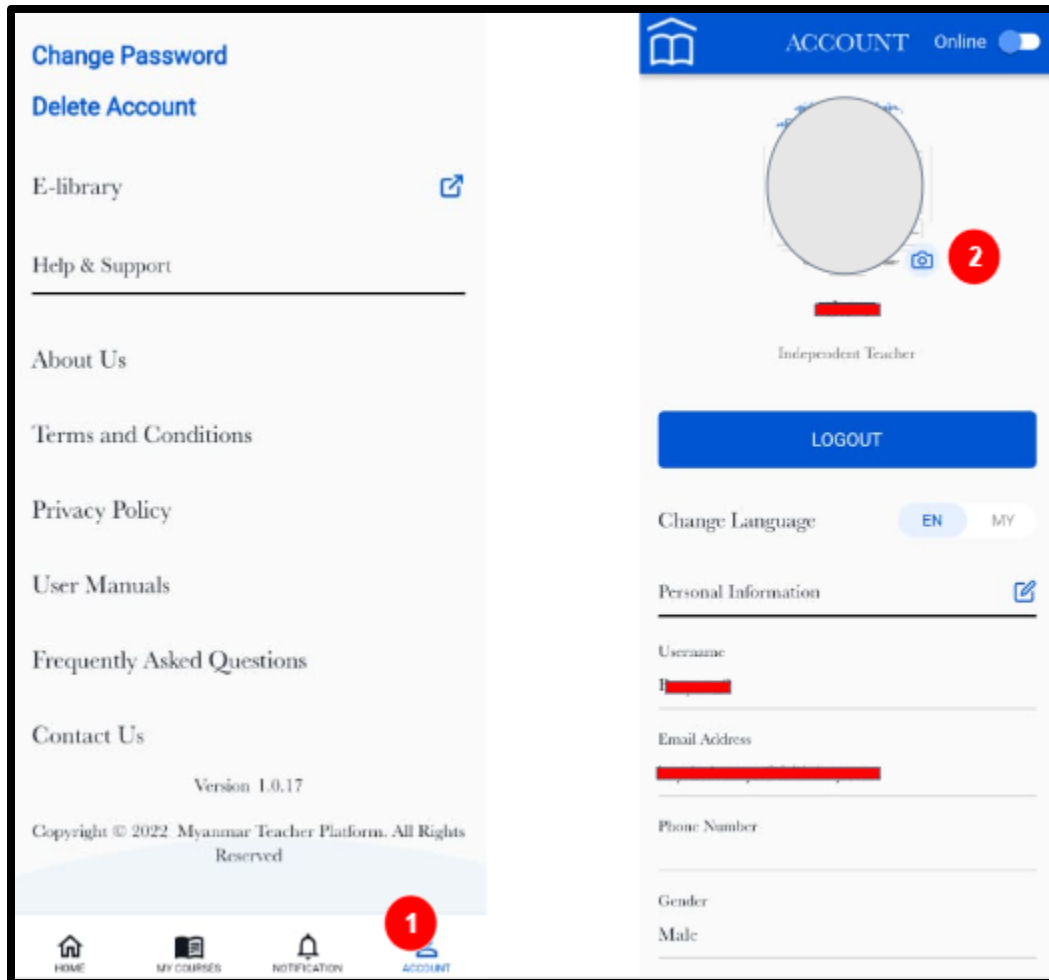 Change Password
Delete Account
E-library
Help & Support
About Us
Terms and Conditions
Privacy Policy
User Manuals
Frequently Asked Questions
Contact Us
Version 1.0.17
Copyright © 2022 Myanmar Teacher Platform. All Rights
Reserved
1
HOME
MY COURSES
NOTIFICATION
ACCOUNT
ACCOUNT
Online
2
Independent Teacher
LOGOUT
Change Language
EN
MY
Personal Information
Username
Email Address
Phone Number
Gender
Male